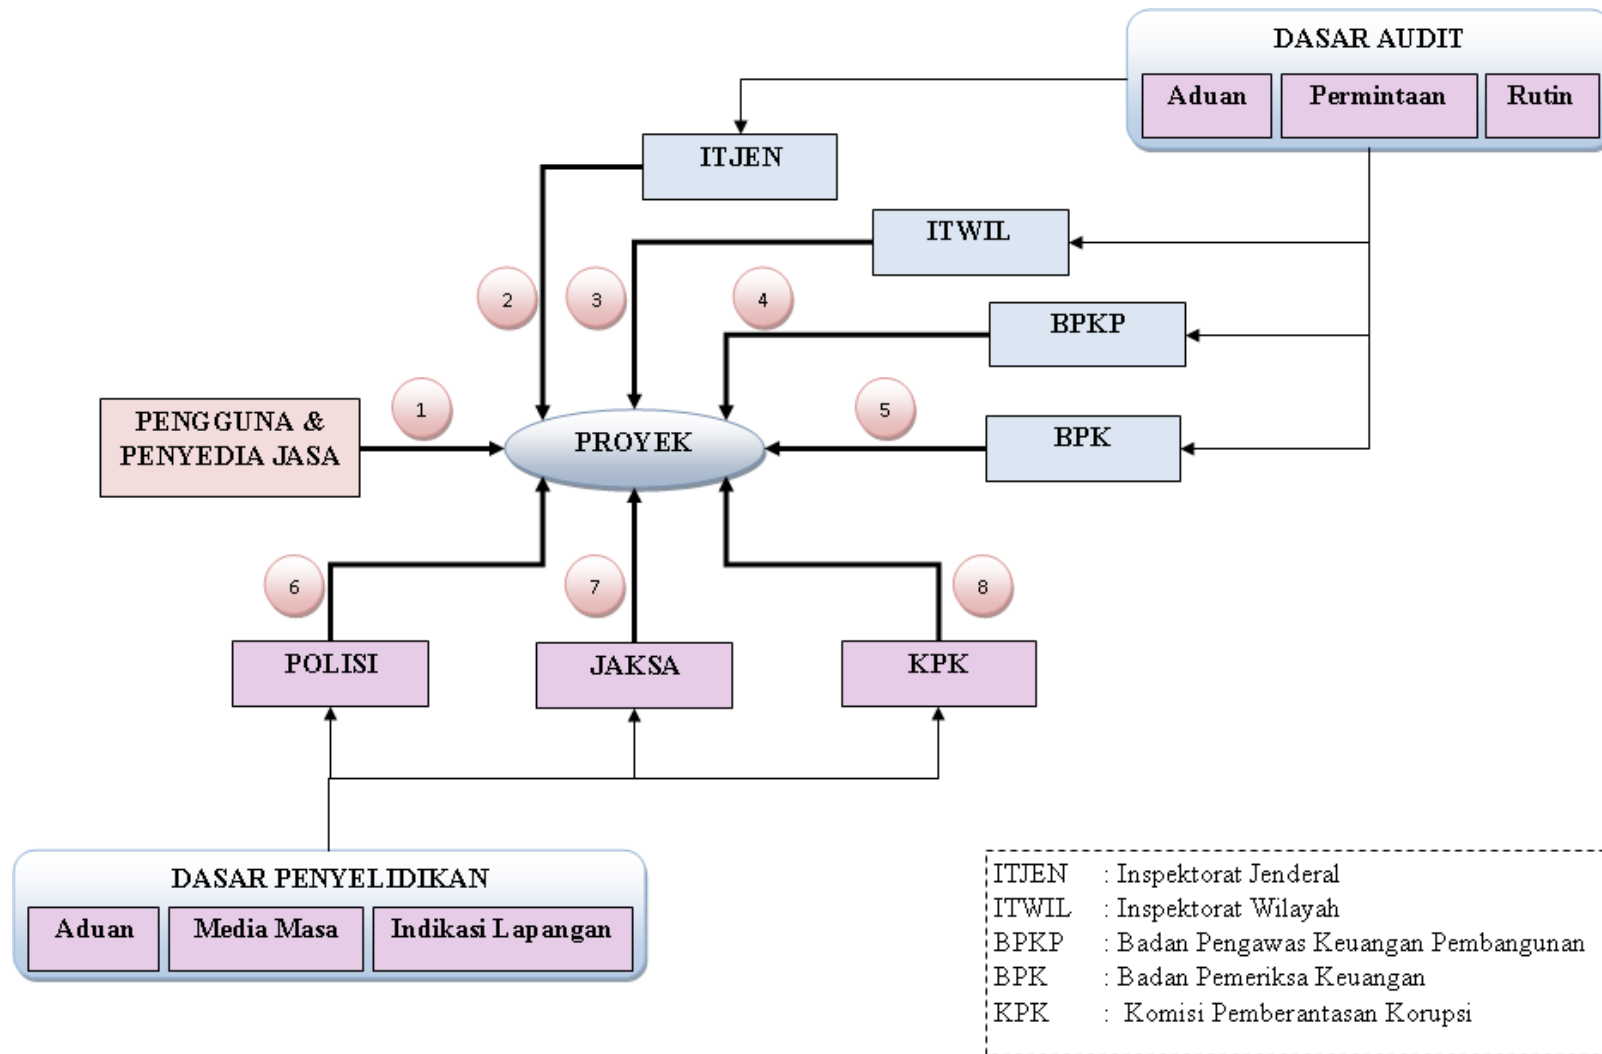 DASAR AUDIT
Aduan
Permintaan
Rutin
ITJEN
ITWIL
2
3
4
BPKP
1
5
PENGGUNA &
PENYEDIA JASA
PROYEK
BPK
6
7
8
POLISI
JAKSA
KPK
DASAR PENYELIDIKAN
Aduan
Media Masa
Indikasi Lapangan
ITJEN : Inspektorat Jenderal
ITWIL : Inspektorat Wilayah
BPKP : Badan Pengawas Keuangan Pembangunan
BPK : Badan Pemeriksa Keuangan
KPK : Komisi Pemberantasan Korupsi